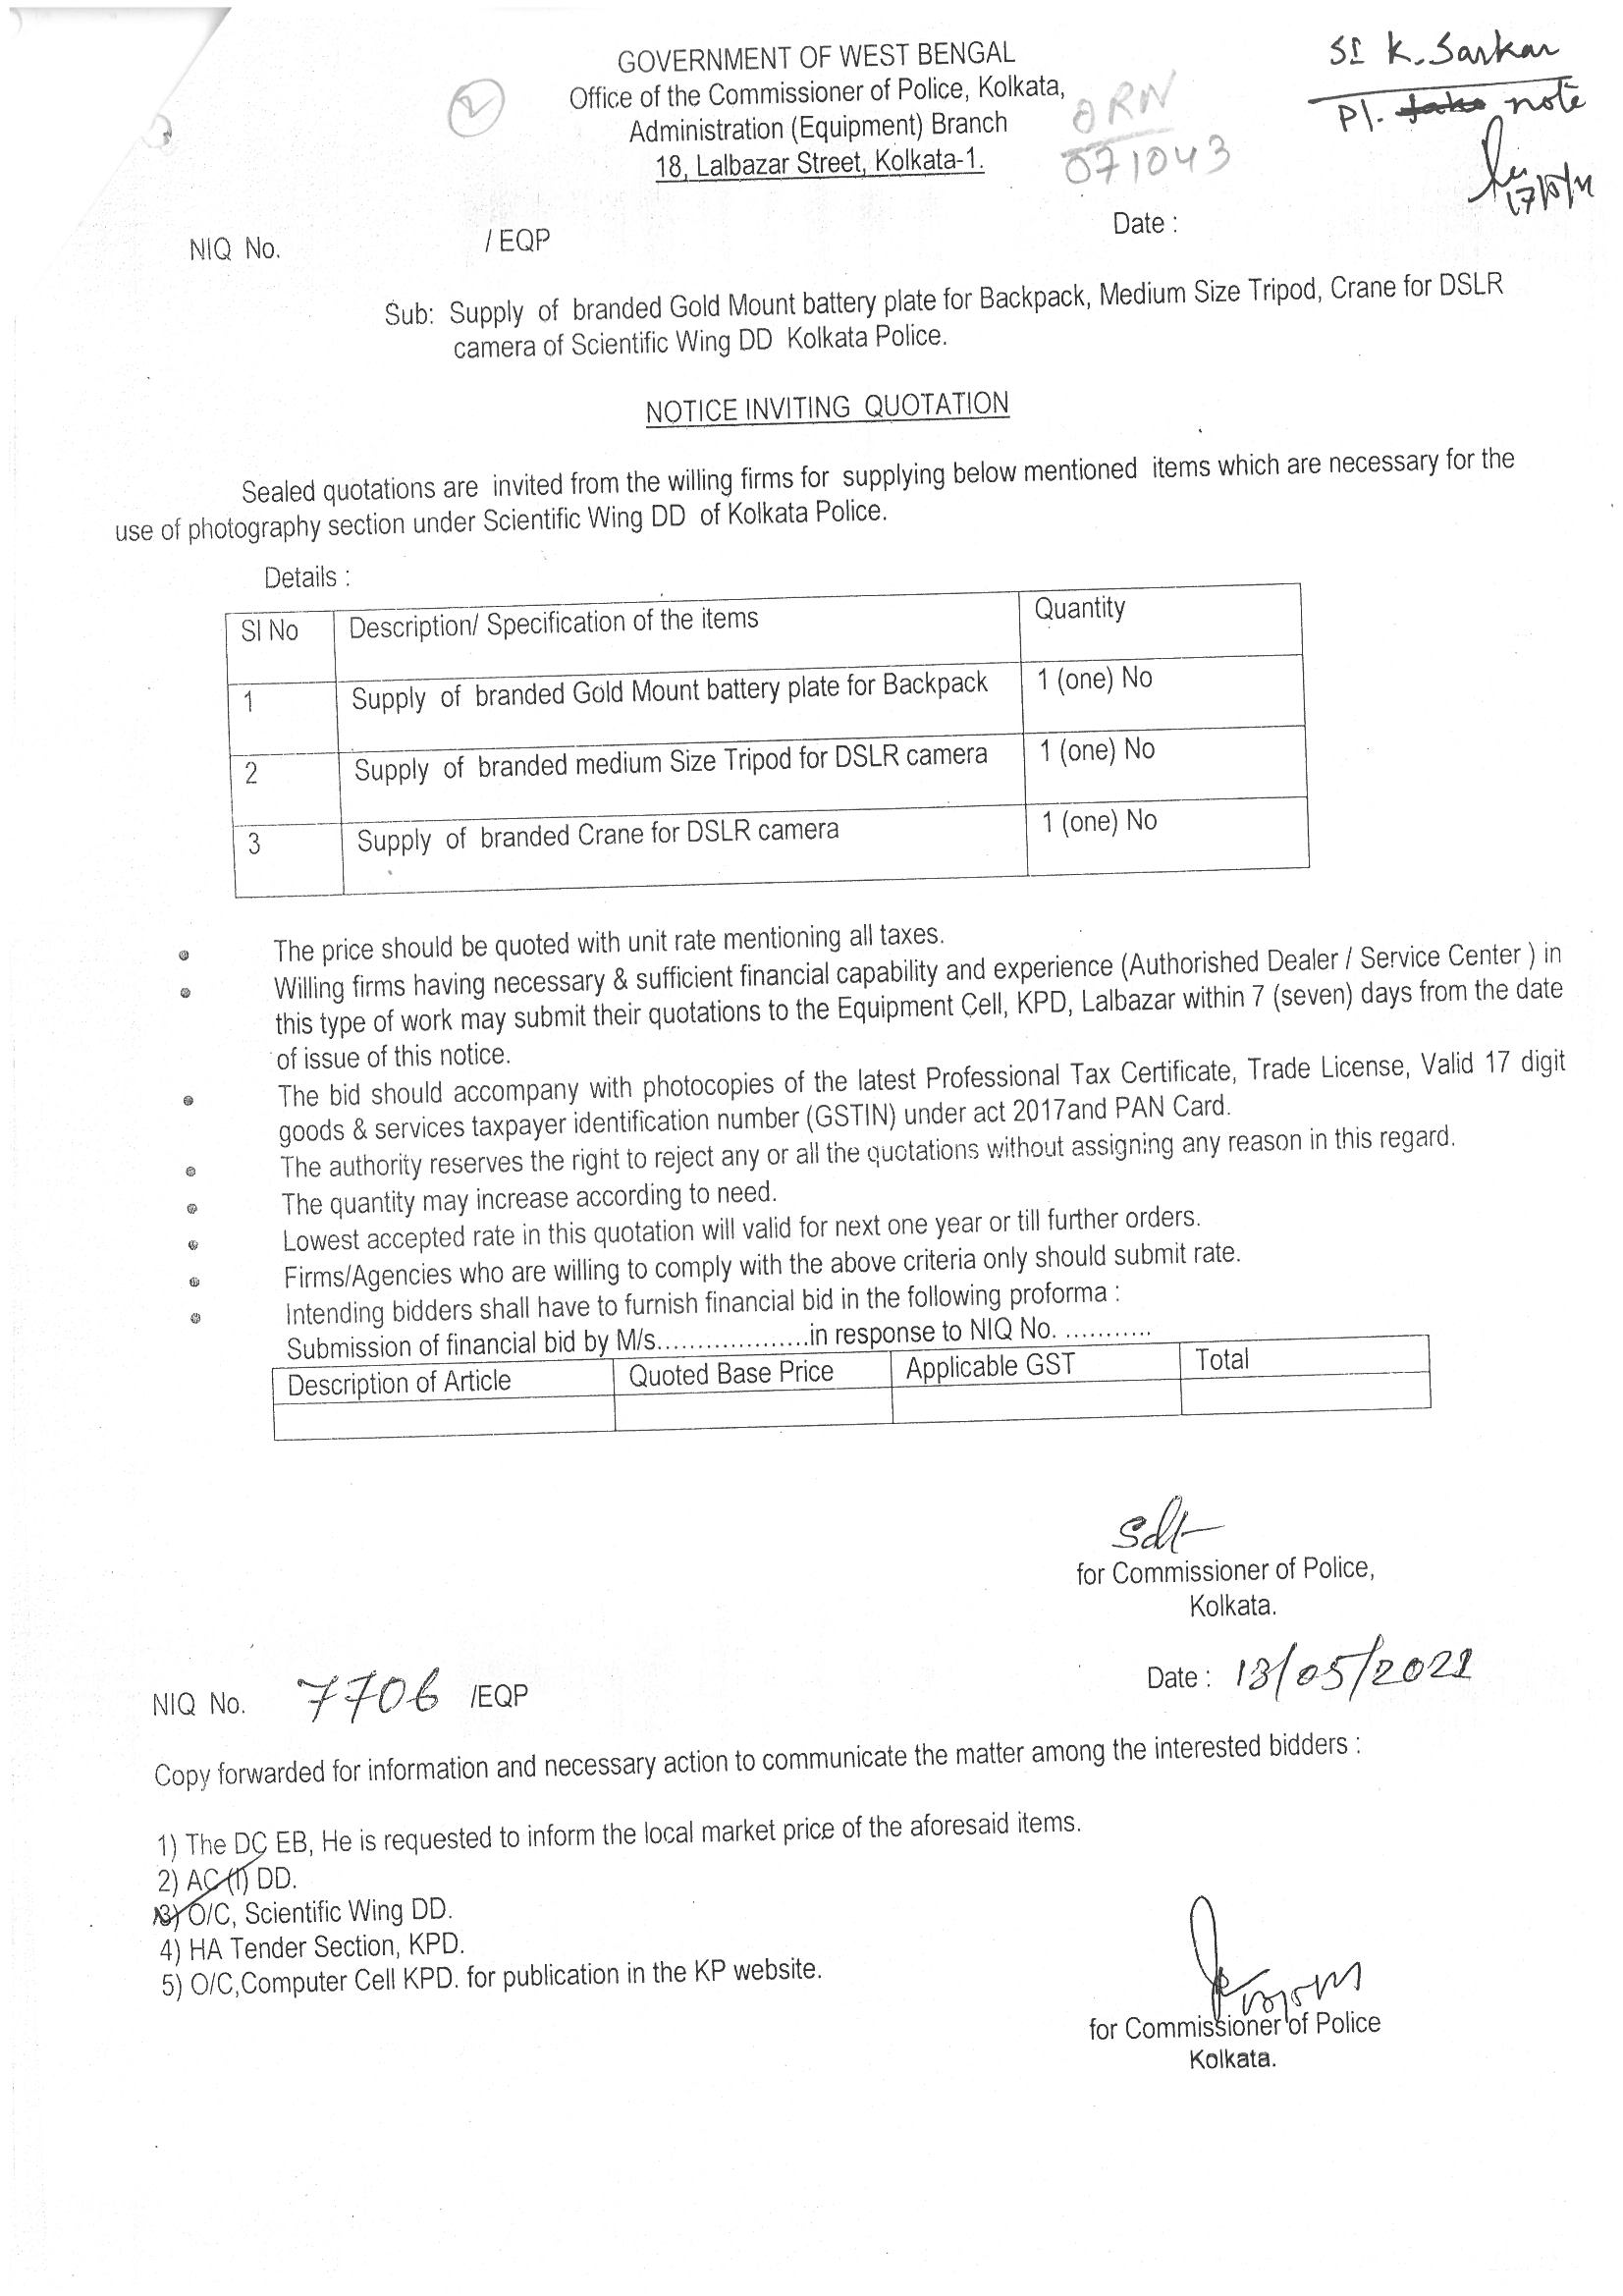 SI K. Sarkar
Pl. take note
17/5/21
GOVERNMENT OF WEST BENGAL
Office of the Commissioner of Police, Kolkata,
Administration (Equipment) Branch
18, Lalbazar Street, Kolkata-1.
2
ORN
071043
NIQ No. / EQP Date :
Sub: Supply of branded Gold Mount battery plate for Backpack, Medium Size Tripod, Crane for DSLR
camera of Scientific Wing DD Kolkata Police.
NOTICE INVITING QUOTATION
Sealed quotations are invited from the willing firms for supplying below mentioned items which are necessary for the
use of photography section under Scientific Wing DD of Kolkata Police.
Details :
Sl No Description/ Specification of the items Quantity
1 Supply of branded Gold Mount battery plate for Backpack 1 (one) No
2 Supply of branded medium Size Tripod for DSLR camera 1 (one) No
3 Supply of branded Crane for DSLR camera 1 (one) No
The price should be quoted with unit rate mentioning all taxes.
Willing firms having necessary & sufficient financial capability and experience (Authorished Dealer / Service Center ) in
this type of work may submit their quotations to the Equipment Cell, KPD, Lalbazar within 7 (seven) days from the date
of issue of this notice.
The bid should accompany with photocopies of the latest Professional Tax Certificate, Trade License, Valid 17 digit
goods & services taxpayer identification number (GSTIN) under act 2017and PAN Card.
The authority reserves the right to reject any or all the quotations without assigning any reason in this regard.
The quantity may increase according to need.
Lowest accepted rate in this quotation will valid for next one year or till further orders.
Firms/Agencies who are willing to comply with the above criteria only should submit rate.
Intending bidders shall have to furnish financial bid in the following proforma :
Submission of financial bid by M/s...................in response to NIQ No. ...........
Description of Article Quoted Base Price Applicable GST Total
Sd/-
for Commissioner of Police,
Kolkata.
NIQ No. 7706 /EQP Date : 13/05/2021
Copy forwarded for information and necessary action to communicate the matter among the interested bidders :
1) The DC EB, He is requested to inform the local market price of the aforesaid items.
2) AC (I) DD.
3) O/C, Scientific Wing DD.
4) HA Tender Section, KPD.
5) O/C,Computer Cell KPD. for publication in the KP website.
for Commissioner of Police
Kolkata.